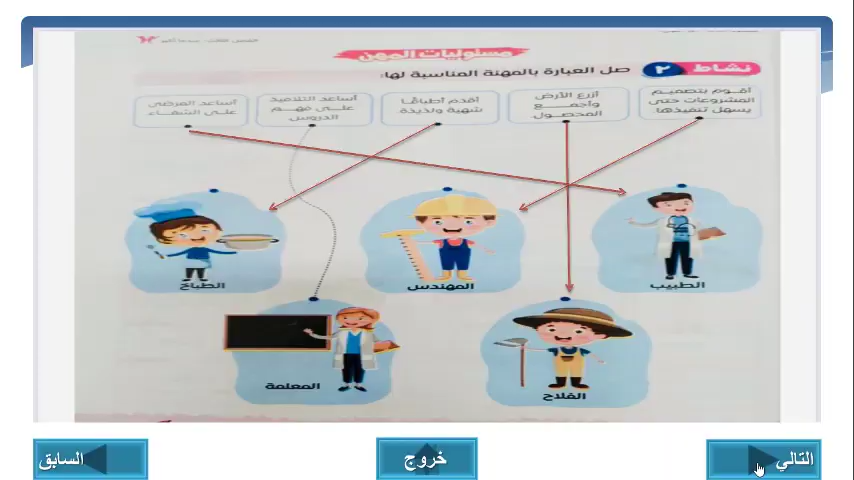 مسئوليات المهن
نشاط ٢ صل العبارة بالمهنة المناسبة لها:
أقوم بتصميم
المشروعات حتى
يسهل تنفيذها
أزرع الأرض
وأجمع
المحصول
أقدم أطباقًا
شهية ولذيذة
أساعد التلاميذ
على فهم
الدروس
أساعد المرضى
على الشفاء
الطبيب
المهندس
الطباخ
الفلاح
المعلمة
التالي
خروج
السابق